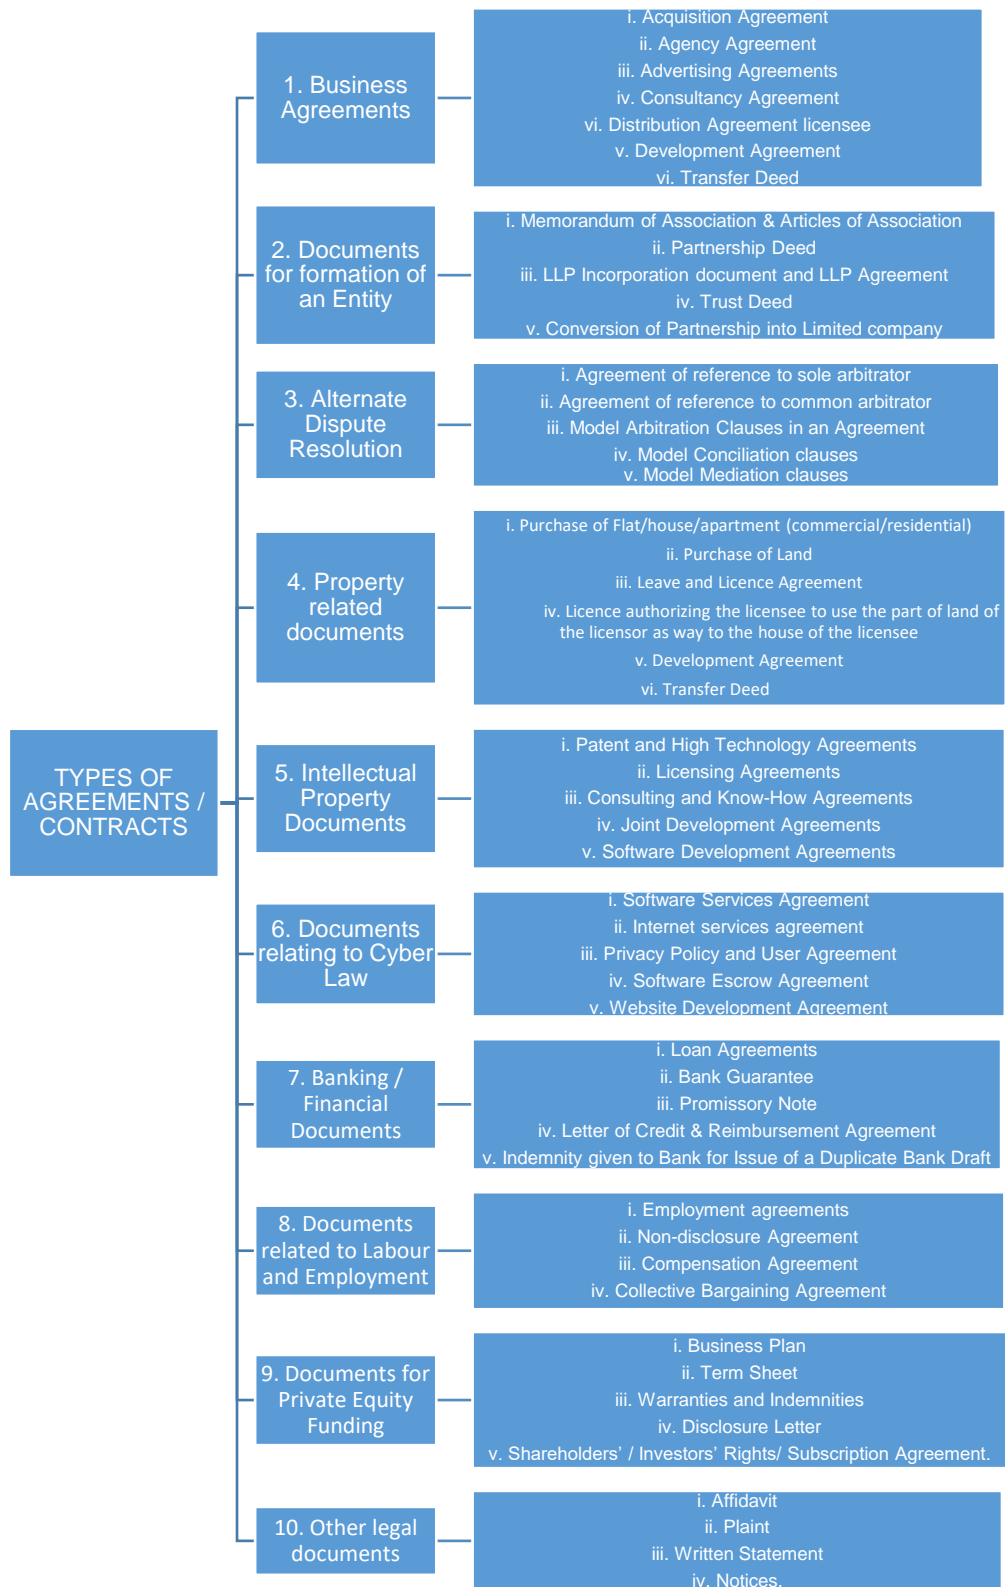 TYPES OF
AGREEMENTS /
CONTRACTS
1. Business
Agreements
i. Acquisition Agreement
ii. Agency Agreement
iii. Advertising Agreements
iv. Consultancy Agreement
vi. Distribution Agreement licensee
v. Development Agreement
vi. Transfer Deed
2. Documents
for formation of
an Entity
i. Memorandum of Association & Articles of Association
ii. Partnership Deed
iii. LLP Incorporation document and LLP Agreement
iv. Trust Deed
v. Conversion of Partnership into Limited company
3. Alternate
Dispute
Resolution
i. Agreement of reference to sole arbitrator
ii. Agreement of reference to common arbitrator
iii. Model Arbitration Clauses in an Agreement
iv. Model Conciliation clauses
v. Model Mediation clauses
4. Property
related
documents
i. Purchase of Flat/house/apartment (commercial/residential)
ii. Purchase of Land
iii. Leave and Licence Agreement
iv. Licence authorizing the licensee to use the part of land of
the licensor as way to the house of the licensee
v. Development Agreement
vi. Transfer Deed
5. Intellectual
Property
Documents
i. Patent and High Technology Agreements
ii. Licensing Agreements
iii. Consulting and Know-How Agreements
iv. Joint Development Agreements
v. Software Development Agreements
6. Documents
relating to Cyber
Law
i. Software Services Agreement
ii. Internet services agreement
iii. Privacy Policy and User Agreement
iv. Software Escrow Agreement
v. Website Development Agreement
7. Banking /
Financial
Documents
i. Loan Agreements
ii. Bank Guarantee
iii. Promissory Note
iv. Letter of Credit & Reimbursement Agreement
v. Indemnity given to Bank for Issue of a Duplicate Bank Draft
8. Documents
related to Labour
and Employment
i. Employment agreements
ii. Non-disclosure Agreement
iii. Compensation Agreement
iv. Collective Bargaining Agreement
9. Documents for
Private Equity
Funding
i. Business Plan
ii. Term Sheet
iii. Warranties and Indemnities
iv. Disclosure Letter
v. Shareholders’ / Investors’ Rights/ Subscription Agreement.
10. Other legal
documents
i. Affidavit
ii. Plaint
iii. Written Statement
iv. Notices.